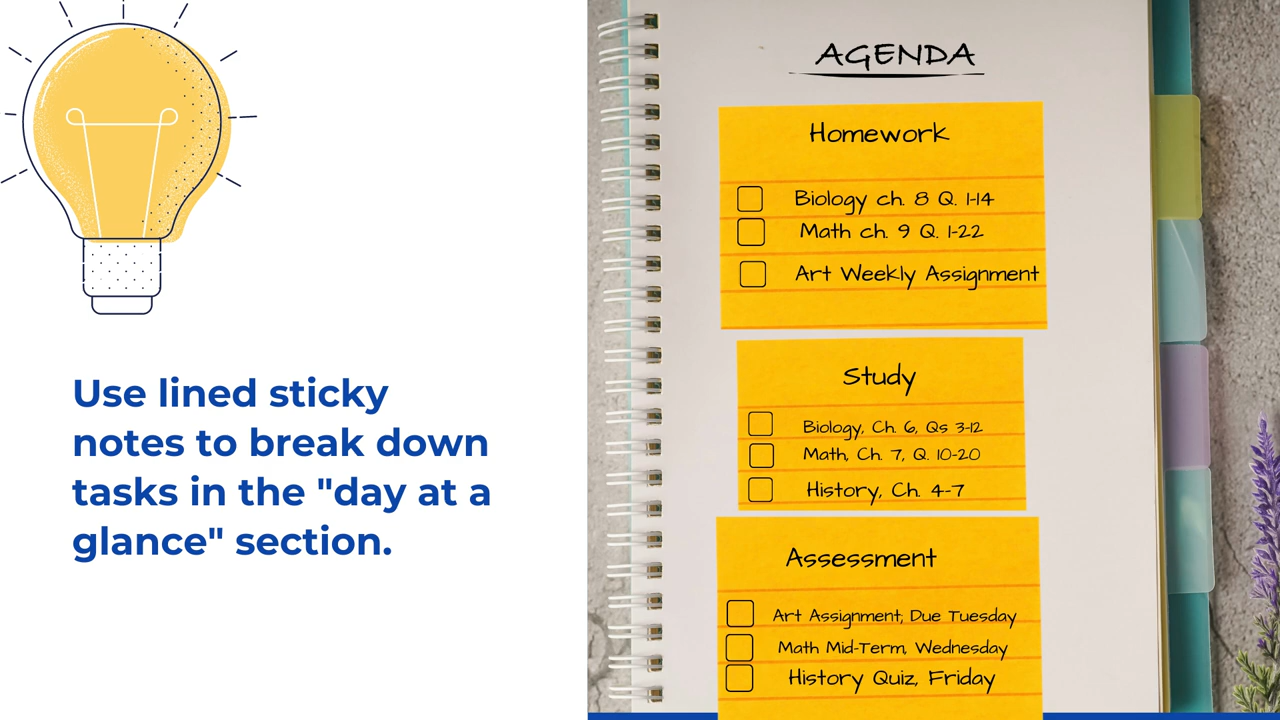 Use lined sticky
notes to break down
tasks in the "day at a
glance" section.
AGENDA
Homework
Biology ch. 8 Q. 1-14
Math ch. 9 Q. 1-22
Art Weekly Assignment
Study
Biology, Ch. 6, Qs 3-12
Math, Ch. 7, Q. 10-20
History, Ch. 4-7
Assessment
Art Assignment, Due Tuesday
Math Mid-Term, Wednesday
History Quiz, Friday